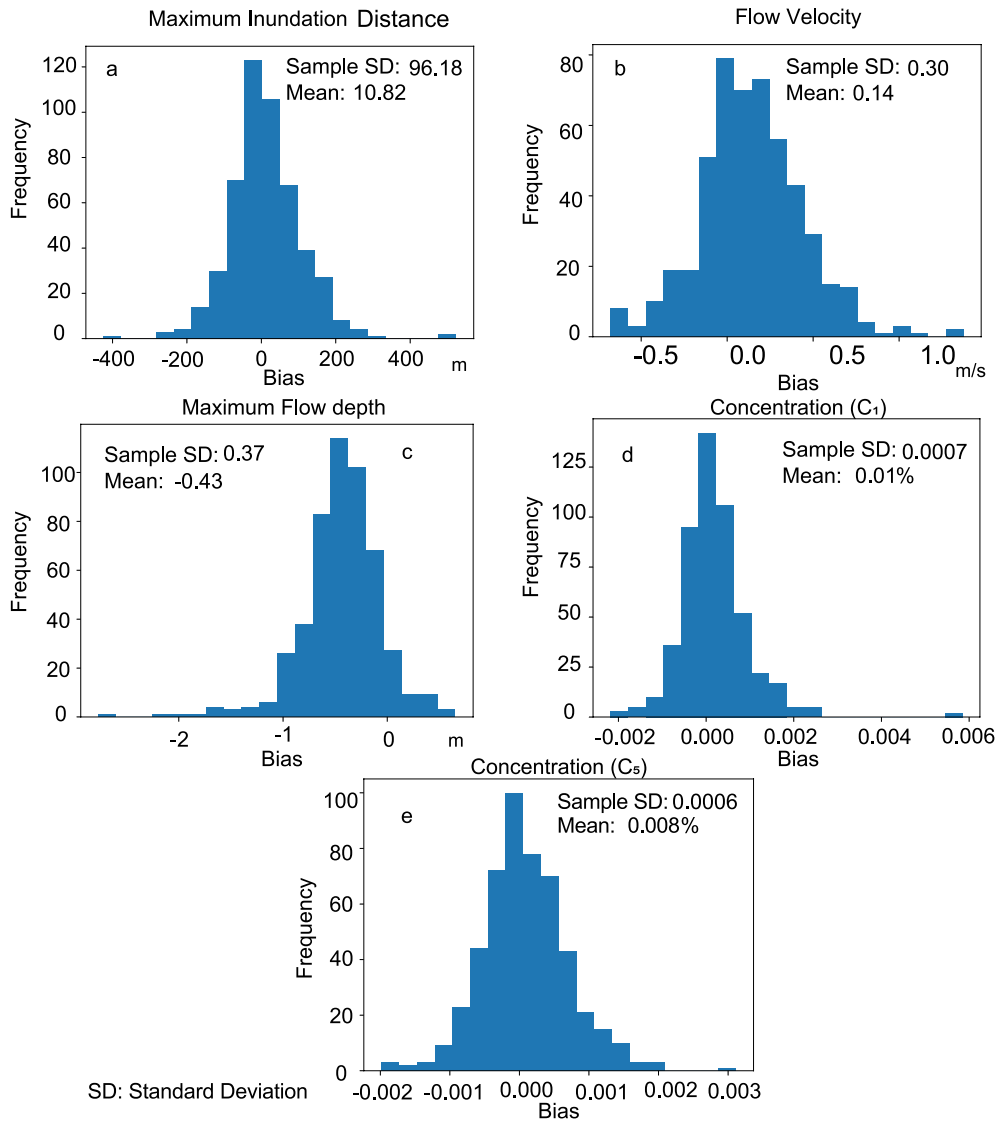 Maximum Inundation Distance
a
Sample SD: 96.18
Mean: 10.82
Frequency
120
100
80
60
40
20
0
-400 -200 0 200 400 m
Bias
Flow Velocity
b
Sample SD: 0.30
Mean: 0.14
Frequency
80
60
40
20
0
-0.5 0.0 0.5 1.0
m/s
Bias
Maximum Flow depth
Sample SD: 0.37
Mean: -0.43
c
Frequency
100
80
60
40
20
0
-2 -1 0 m
Bias
Concentration (C₁)
d
Sample SD: 0.0007
Mean: 0.01%
Frequency
125
100
75
50
25
0
-0.002 0.000 0.002 0.004 0.006
Bias
Concentration (C₅)
e
Sample SD: 0.0006
Mean: 0.008%
Frequency
100
80
60
40
20
0
-0.002 -0.001 0.000 0.001 0.002 0.003
Bias
SD: Standard Deviation